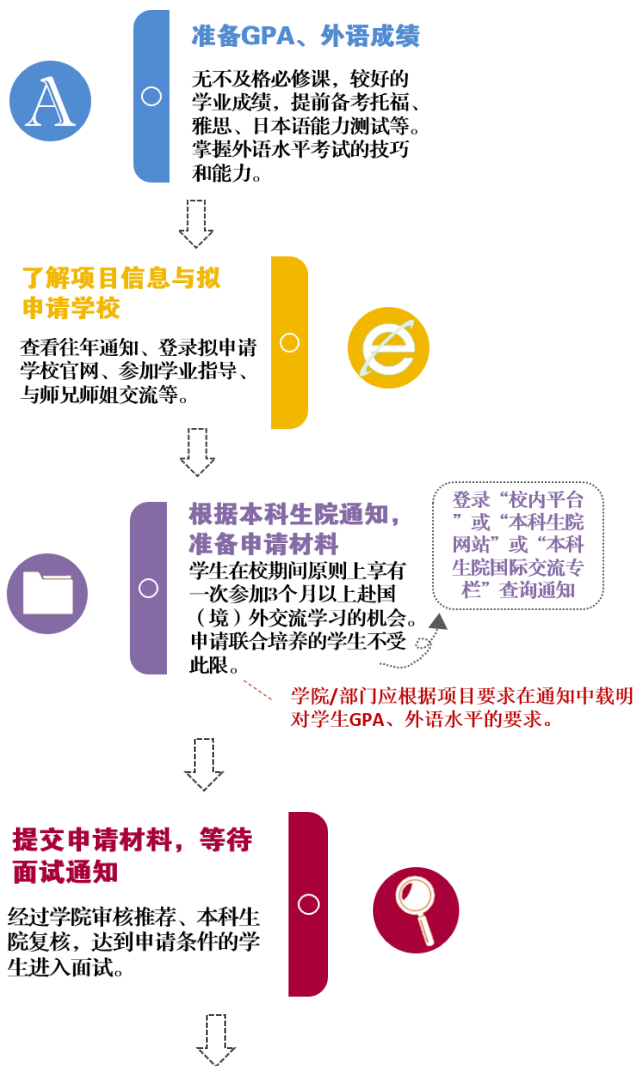 准备GPA、外语成绩
A
无不及格必修课，较好的
学业成绩，提前备考托福、
雅思、日本语能力测试等。
掌握外语水平考试的技巧
和能力。
了解项目信息与拟
申请学校
查看往年通知、登录拟申请
学校官网、参加学业指导、
与师兄师姐交流等。
根据本科生院通知，
准备申请材料
学生在校期间原则上享有
一次参加3个月以上赴国
（境）外交流学习的机会。
申请联合培养的学生不受
此限。
登录“校内平台
”或“本科生院
网站”或“本科
生院国际交流专
栏”查询通知
学院/部门应根据项目要求在通知中载明
对学生GPA、外语水平的要求。
提交申请材料，等待
面试通知
经过学院审核推荐、本科生
院复核，达到申请条件的学
生进入面试。